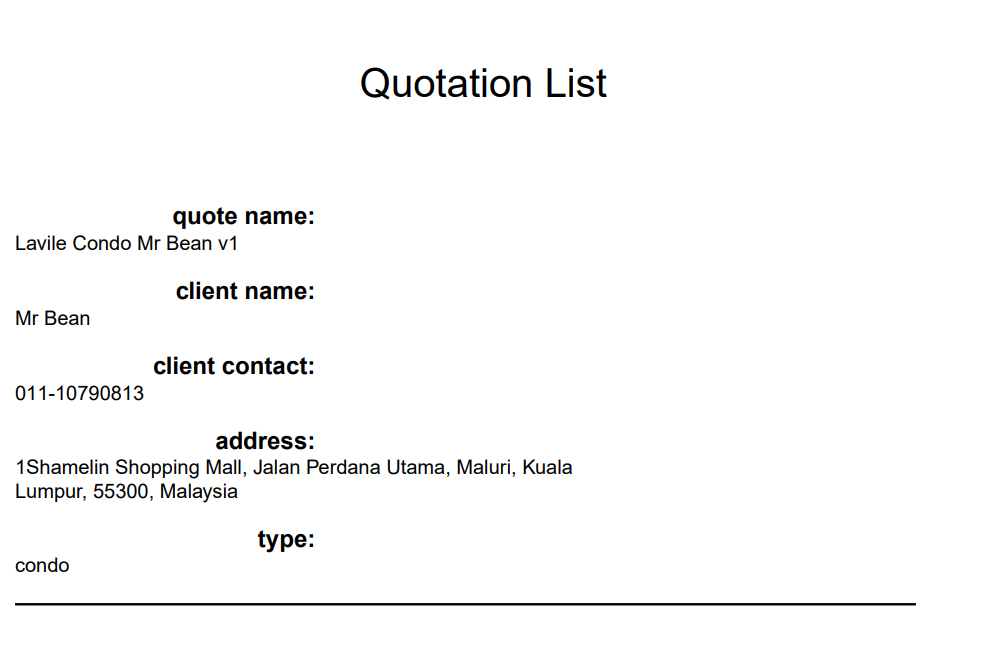 Quotation List
quote name:
Lavile Condo Mr Bean v1
client name:
Mr Bean
client contact:
011-10790813
address:
1Shamelin Shopping Mall, Jalan Perdana Utama, Maluri, Kuala
Lumpur, 55300, Malaysia
type:
condo